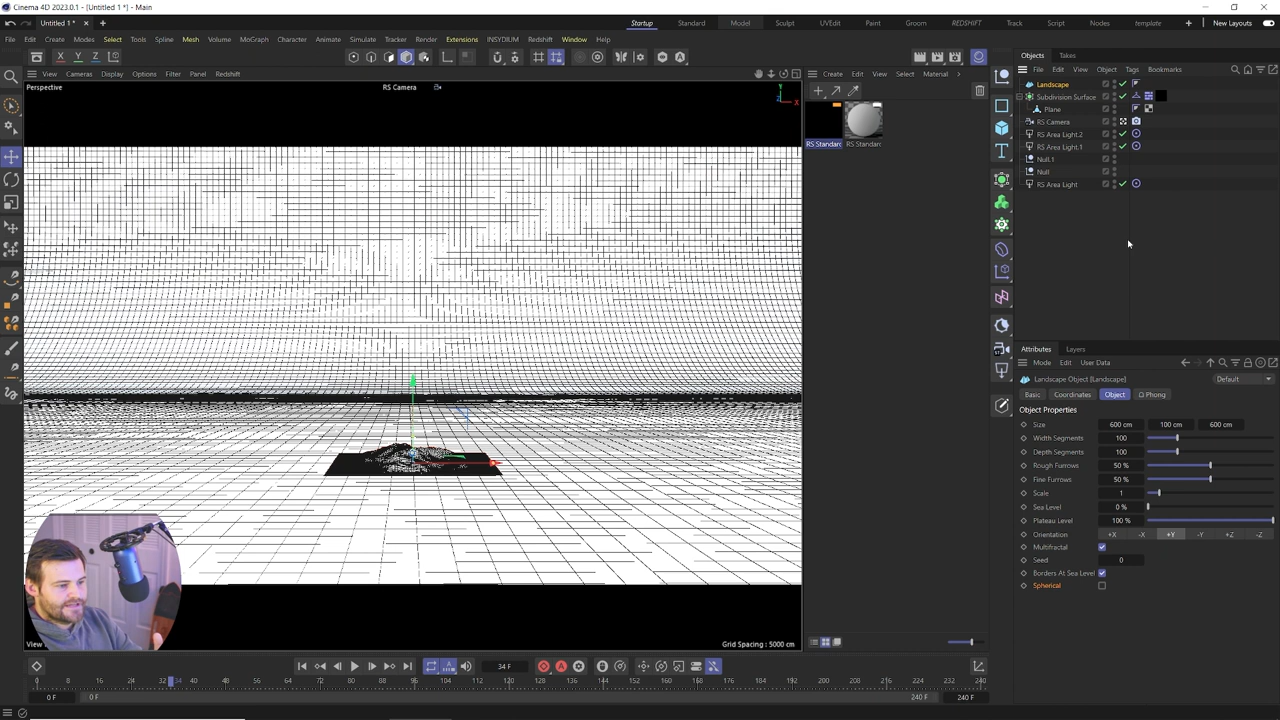 Cinema 4D 2023.0.1 - [Untitled 1 *] - Main
Untitled 1 *
Startup Standard Model Sculpt UVEdit Paint Groom REDSHIFT Track Script Nodes template New Layouts
File Edit Create Modes Select Tools Spline Mesh Volume MoGraph Character Animate Simulate Tracker Render Extensions INSYDIUM Redshift Window Help
Objects Takes
View Cameras Display Options Filter Panel Redshift
Create Edit View Select Material
File Edit View Object Tags Bookmarks
Perspective
RS Camera
Y
X
Z
RS Standard
RS Standard
Landscape
Subdivision Surface
Plane
RS Camera
RS Area Light.2
RS Area Light.1
Null.1
Null
RS Area Light
Attributes Layers
Mode Edit User Data
Landscape Object [Landscape] Default
Basic Coordinates Object Phong
Object Properties
Size 600 cm 100 cm 600 cm
Width Segments 100
Depth Segments 100
Rough Furrows 50 %
Fine Furrows 50 %
Scale 1
Sea Level 0 %
Plateau Level 100 %
Orientation +X -X +Y -Y +Z -Z
Multifractal
Seed 0
Borders At Sea Level
Spherical
View
Grid Spacing : 5000 cm
34 F
0 8 16 24 32 34 40 48 56 64 72 80 88 96 104 112 120 128 136 144 152 160 168 176 184 192 200 208 216 224 232 240
0 F 0 F 240 F 240 F